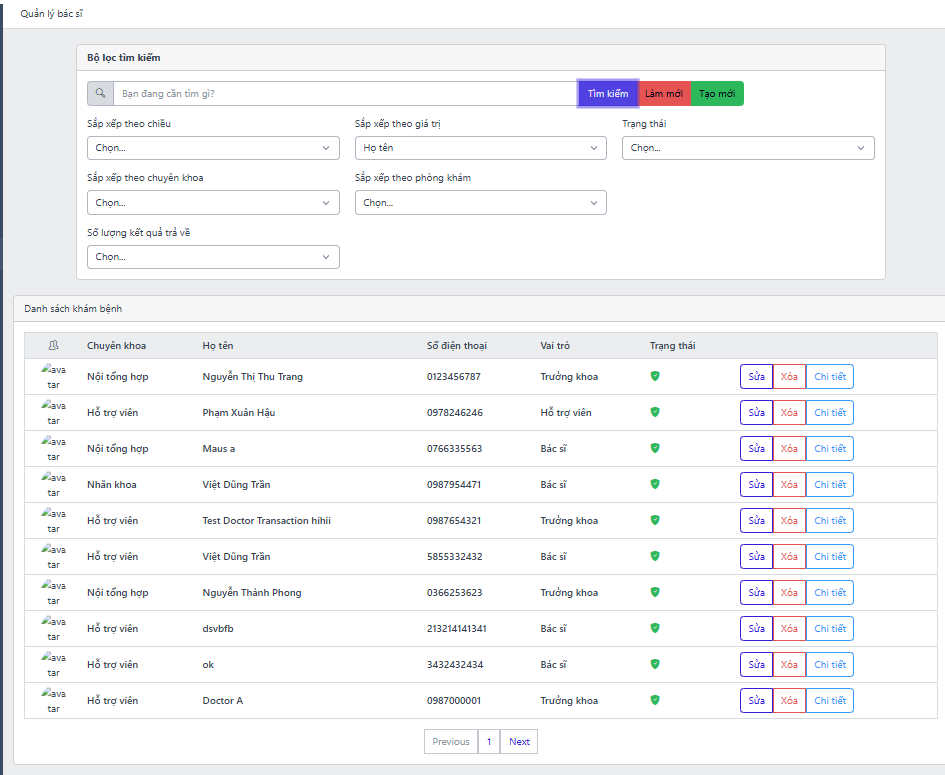 Quản lý bác sĩ
Bộ lọc tìm kiếm
Bạn đang cần tìm gì? Tìm kiếm Làm mới Tạo mới
Sắp xếp theo chiều Sắp xếp theo giá trị Trạng thái
Chọn... Họ tên Chọn...
Sắp xếp theo chuyên khoa Sắp xếp theo phòng khám
Chọn... Chọn...
Số lượng kết quả trả về
Chọn...
Danh sách khám bệnh
Chuyên khoa Họ tên Số điện thoại Vai trò Trạng thái
avatar Nội tổng hợp Nguyễn Thị Thu Trang 0123456787 Trưởng khoa Sửa Xóa Chi tiết
avatar Hỗ trợ viên Phạm Xuân Hậu 0978246246 Hỗ trợ viên Sửa Xóa Chi tiết
avatar Nội tổng hợp Maus a 0766335563 Bác sĩ Sửa Xóa Chi tiết
avatar Nhãn khoa Việt Dũng Trần 0987954471 Bác sĩ Sửa Xóa Chi tiết
avatar Hỗ trợ viên Test Doctor Transaction hihii 0987654321 Trưởng khoa Sửa Xóa Chi tiết
avatar Hỗ trợ viên Việt Dũng Trần 5855332432 Bác sĩ Sửa Xóa Chi tiết
avatar Nội tổng hợp Nguyễn Thành Phong 0366253623 Trưởng khoa Sửa Xóa Chi tiết
avatar Hỗ trợ viên dsvbfb 213214141341 Bác sĩ Sửa Xóa Chi tiết
avatar Hỗ trợ viên ok 3432432434 Bác sĩ Sửa Xóa Chi tiết
avatar Hỗ trợ viên Doctor A 0987000001 Trưởng khoa Sửa Xóa Chi tiết
Previous 1 Next